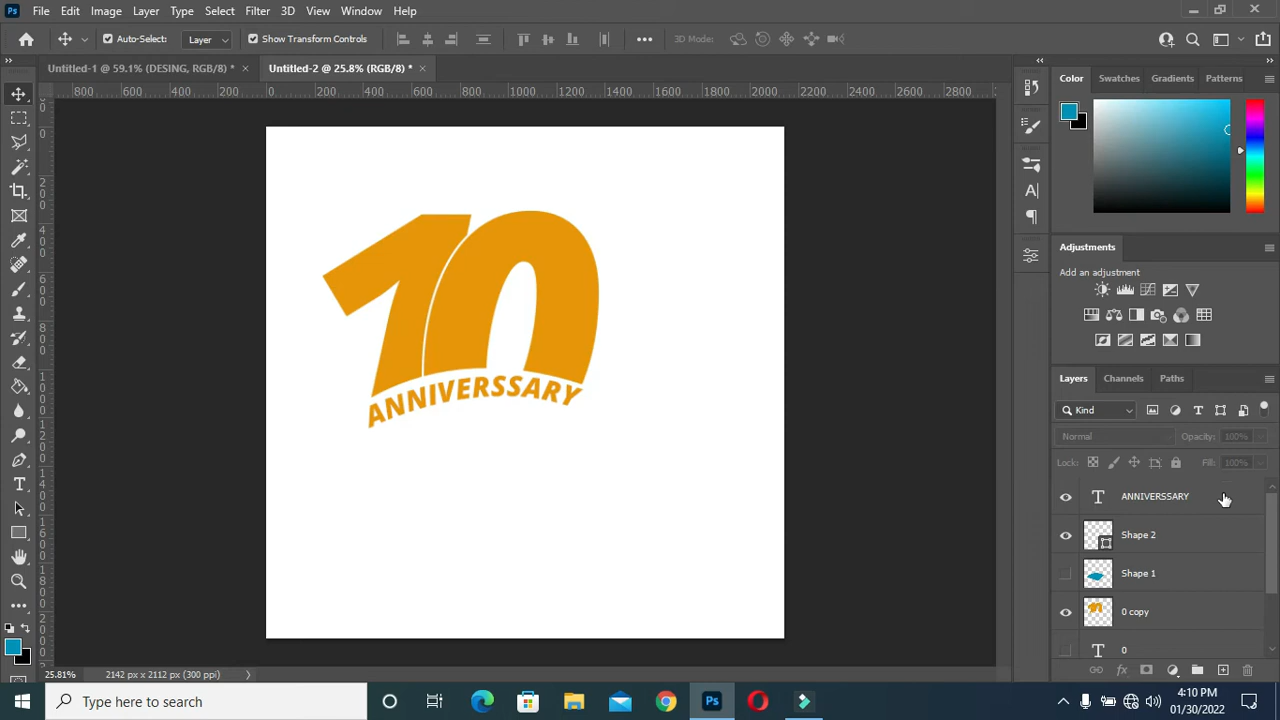 Ps File Edit Image Layer Type Select Filter 3D View Window Help
Auto-Select: Layer Show Transform Controls 3D Mode:
Untitled-1 @ 59.1% (DESING, RGB/8) * × Untitled-2 @ 25.8% (RGB/8) * ×
800 600 400 200 0 200 400 600 800 1000 1200 1400 1600 1800 2000 2200 2400 2600 2800
Color Swatches Gradients Patterns
10
ANNIVERSSARY
Adjustments
Add an adjustment
Layers Channels Paths
Kind
Normal Opacity: 100%
Lock: Fill: 100%
T ANNIVERSSARY
Shape 2
Shape 1
0 copy
T 0
25.81% 2142 px x 2112 px (300 ppi)
Type here to search
Ps
4:10 PM
01/30/2022